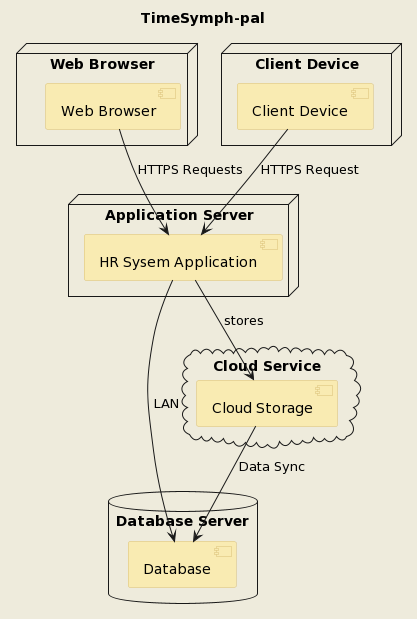 TimeSymph-pal
Web Browser
Client Device
Web Browser
Client Device
HTTPS Requests
HTTPS Request
Application Server
HR Sysem Application
stores
Cloud Service
LAN
Cloud Storage
Data Sync
Database Server
Database